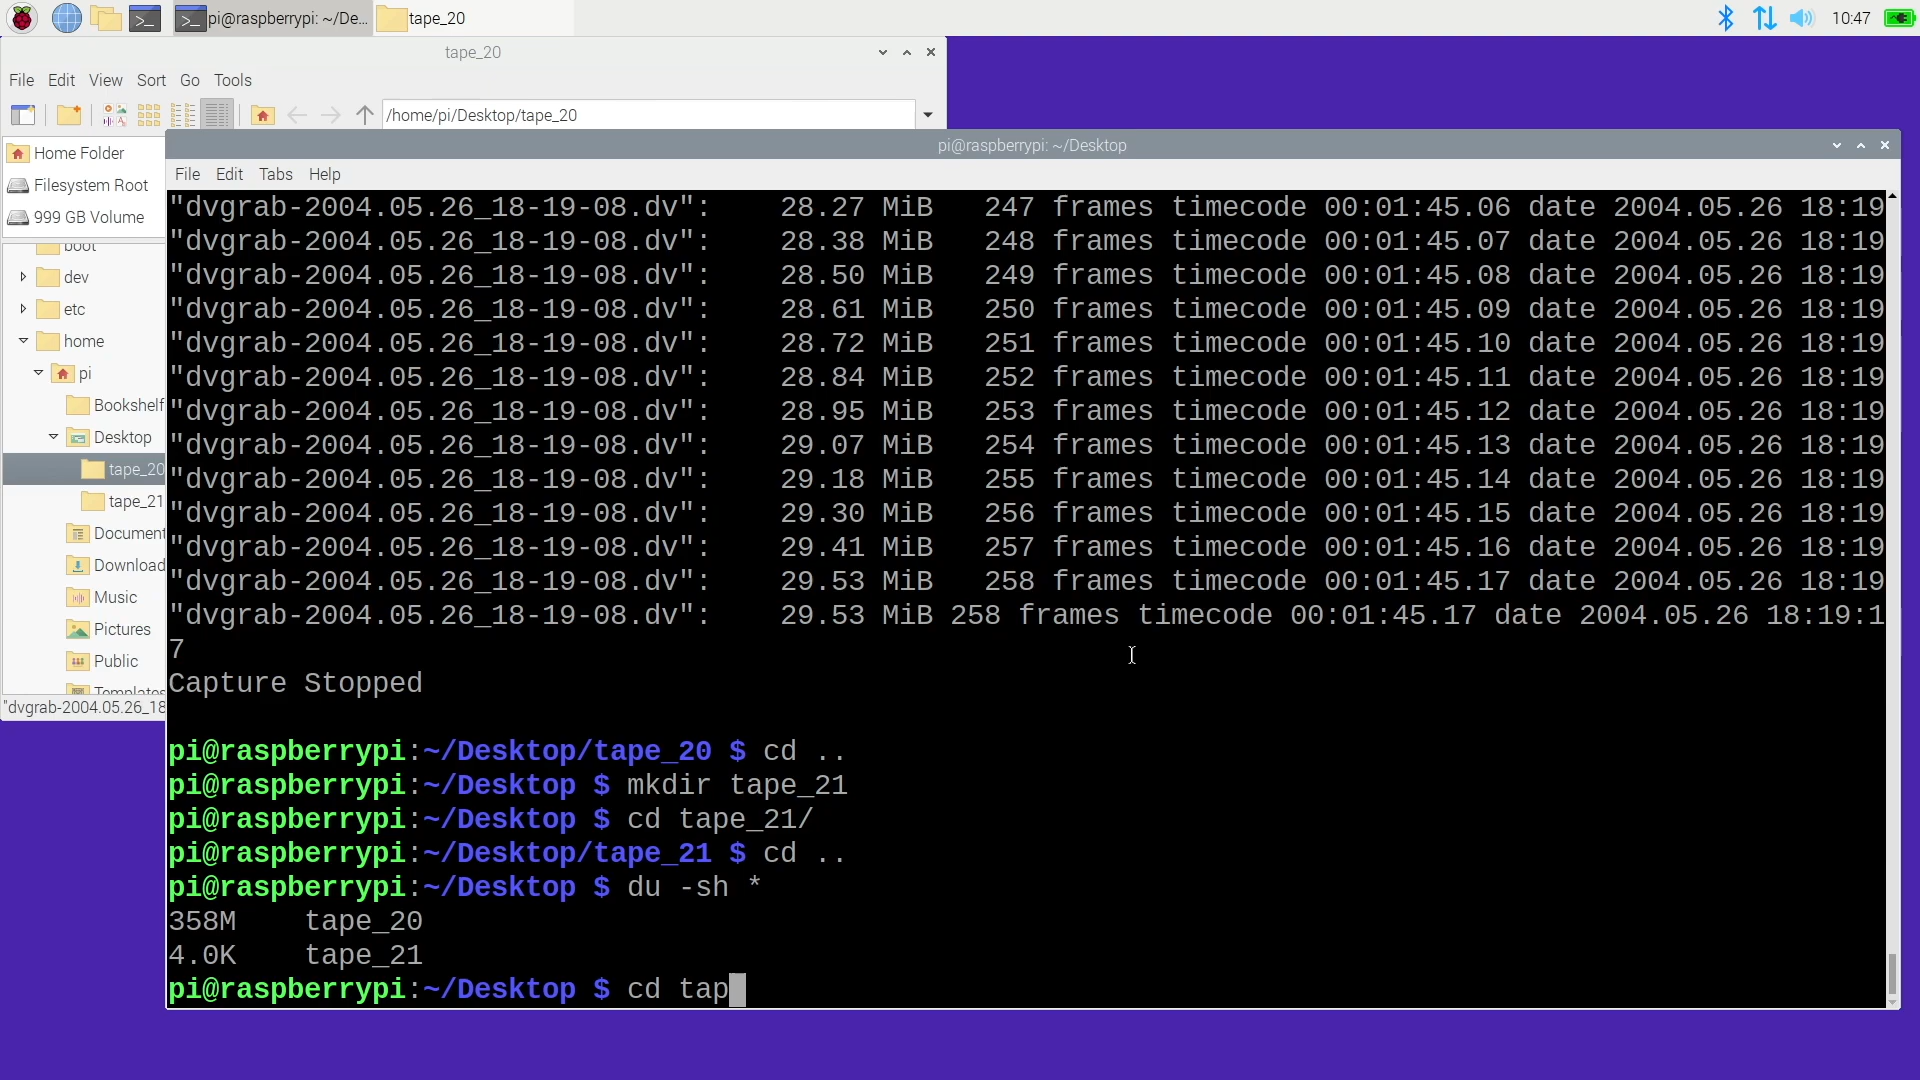 pi@raspberrypi: ~/De...
tape_20
10:47
tape_20
File Edit View Sort Go Tools
/home/pi/Desktop/tape_20
Home Folder
Filesystem Root
999 GB Volume
boot
dev
etc
home
pi
Bookshelf
Desktop
tape_20
tape_21
Document
Download
Music
Pictures
Public
Templates
"dvgrab-2004.05.26_18
pi@raspberrypi: ~/Desktop
File Edit Tabs Help
"dvgrab-2004.05.26_18-19-08.dv": 28.27 MiB 247 frames timecode 00:01:45.06 date 2004.05.26 18:19
"dvgrab-2004.05.26_18-19-08.dv": 28.38 MiB 248 frames timecode 00:01:45.07 date 2004.05.26 18:19
"dvgrab-2004.05.26_18-19-08.dv": 28.50 MiB 249 frames timecode 00:01:45.08 date 2004.05.26 18:19
"dvgrab-2004.05.26_18-19-08.dv": 28.61 MiB 250 frames timecode 00:01:45.09 date 2004.05.26 18:19
"dvgrab-2004.05.26_18-19-08.dv": 28.72 MiB 251 frames timecode 00:01:45.10 date 2004.05.26 18:19
"dvgrab-2004.05.26_18-19-08.dv": 28.84 MiB 252 frames timecode 00:01:45.11 date 2004.05.26 18:19
"dvgrab-2004.05.26_18-19-08.dv": 28.95 MiB 253 frames timecode 00:01:45.12 date 2004.05.26 18:19
"dvgrab-2004.05.26_18-19-08.dv": 29.07 MiB 254 frames timecode 00:01:45.13 date 2004.05.26 18:19
"dvgrab-2004.05.26_18-19-08.dv": 29.18 MiB 255 frames timecode 00:01:45.14 date 2004.05.26 18:19
"dvgrab-2004.05.26_18-19-08.dv": 29.30 MiB 256 frames timecode 00:01:45.15 date 2004.05.26 18:19
"dvgrab-2004.05.26_18-19-08.dv": 29.41 MiB 257 frames timecode 00:01:45.16 date 2004.05.26 18:19
"dvgrab-2004.05.26_18-19-08.dv": 29.53 MiB 258 frames timecode 00:01:45.17 date 2004.05.26 18:19
"dvgrab-2004.05.26_18-19-08.dv": 29.53 MiB 258 frames timecode 00:01:45.17 date 2004.05.26 18:19:1
7
Capture Stopped
pi@raspberrypi:~/Desktop/tape_20 $ cd ..
pi@raspberrypi:~/Desktop $ mkdir tape_21
pi@raspberrypi:~/Desktop $ cd tape_21/
pi@raspberrypi:~/Desktop/tape_21 $ cd ..
pi@raspberrypi:~/Desktop $ du -sh *
358M tape_20
4.0K tape_21
pi@raspberrypi:~/Desktop $ cd tap